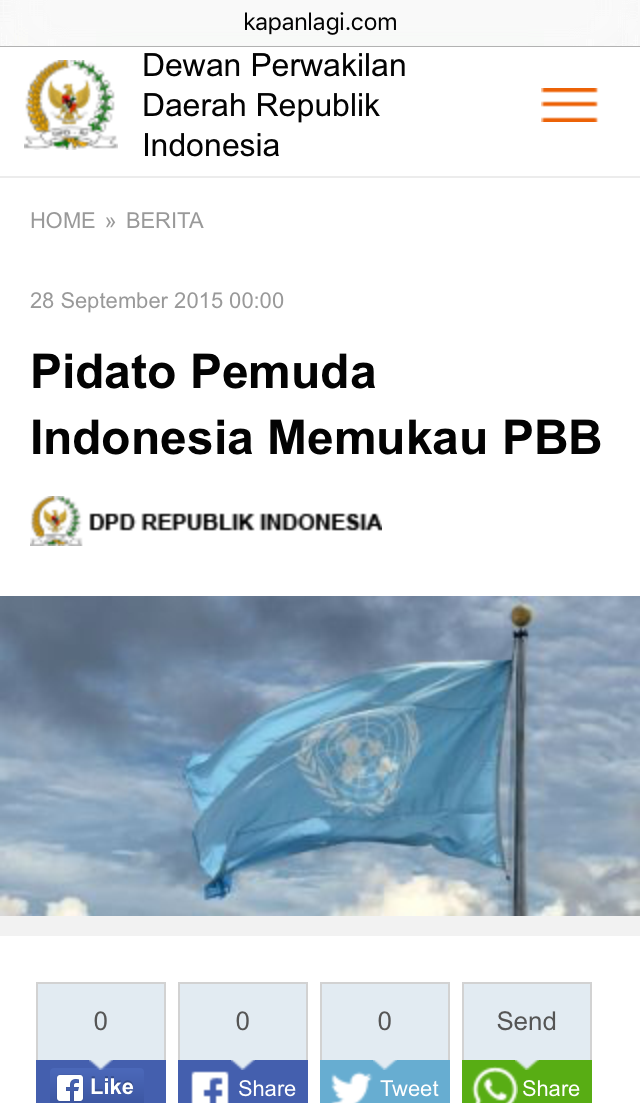 kapanlagi.com
Dewan Perwakilan
Daerah Republik
Indonesia
HOME » BERITA
28 September 2015 00:00
Pidato Pemuda
Indonesia Memukau PBB
DPD REPUBLIK INDONESIA
0
0
0
Send
Like
Share
Tweet
Share